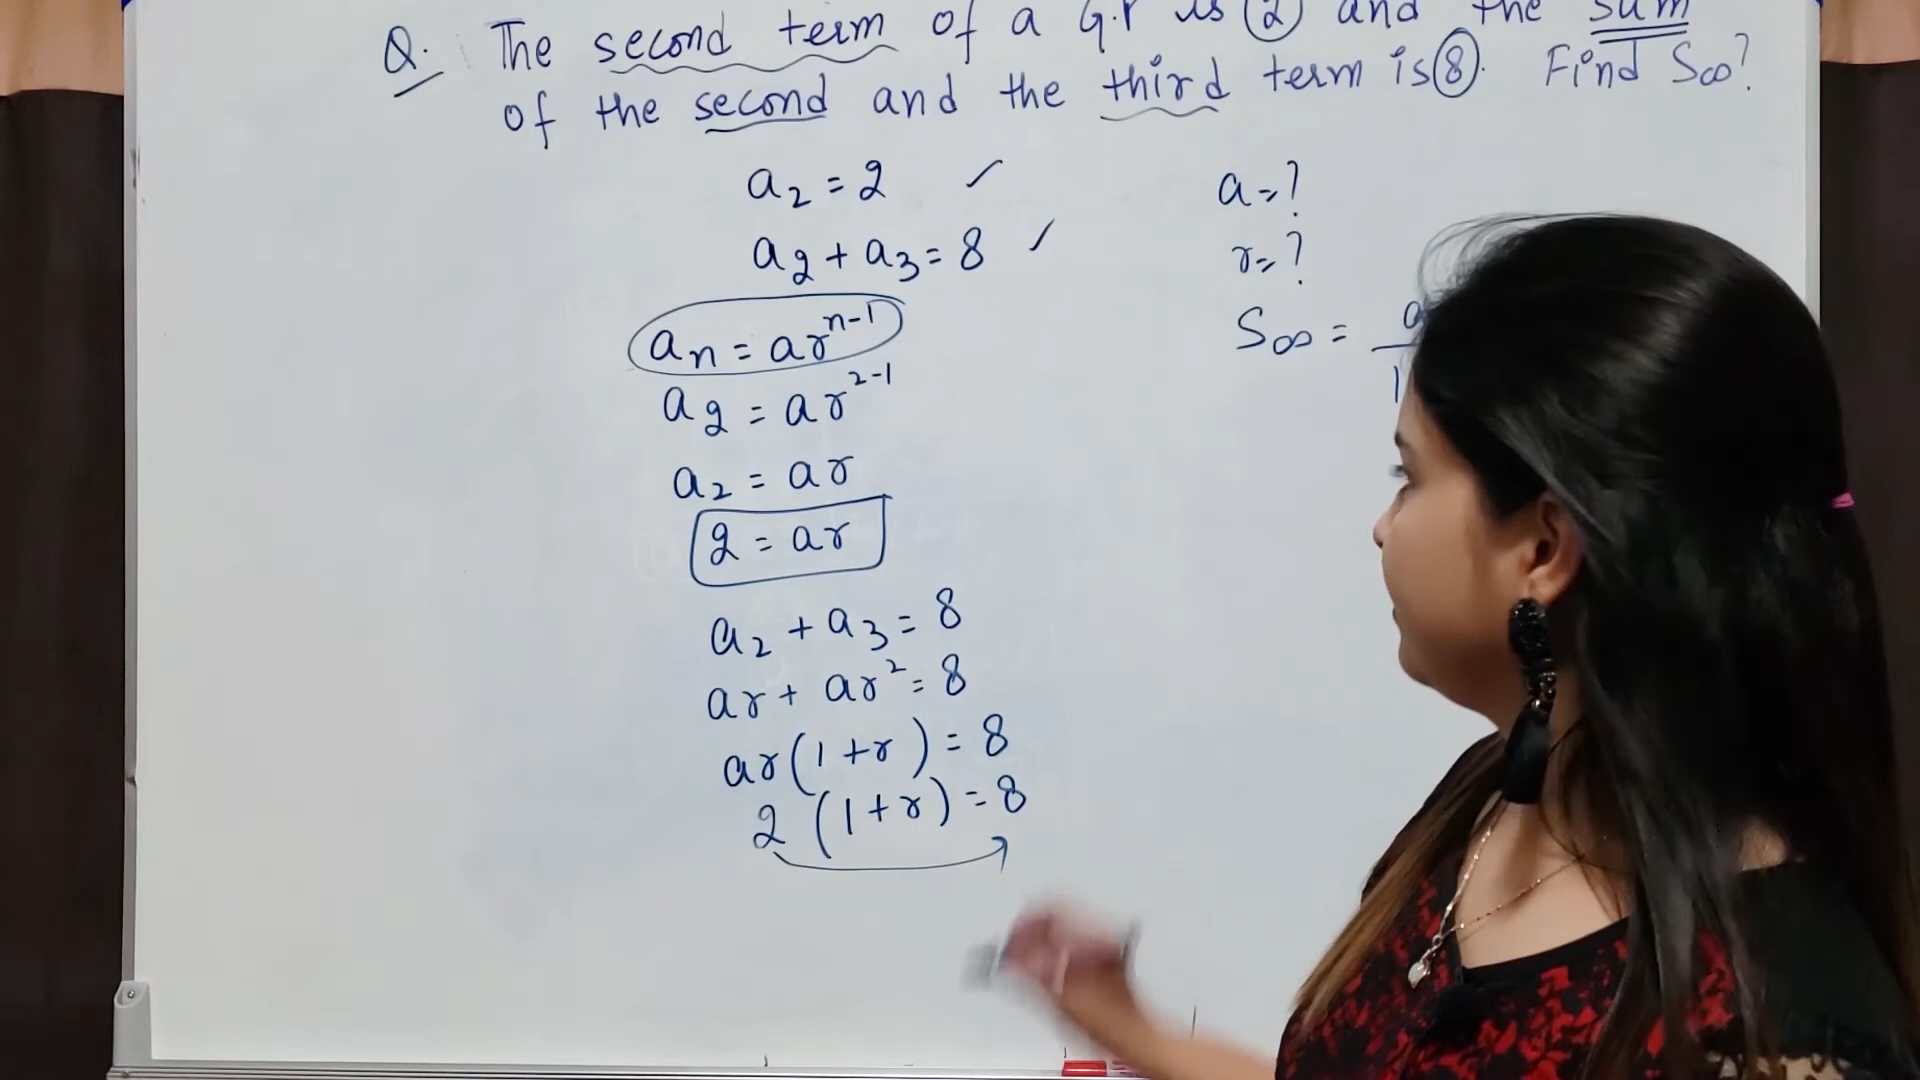 Q. The second term of a G.P is 2 and the sum
of the second and the third term is 8. Find S∞?
a₂ = 2 ✓
a₂ + a₃ = 8 ✓
aₙ = arⁿ⁻¹
a₂ = ar²⁻¹
a₂ = ar
2 = ar
a₂ + a₃ = 8
ar + ar² = 8
ar(1+r) = 8
2 (1+r) = 8
a = ?
r = ?
S∞ = a
1